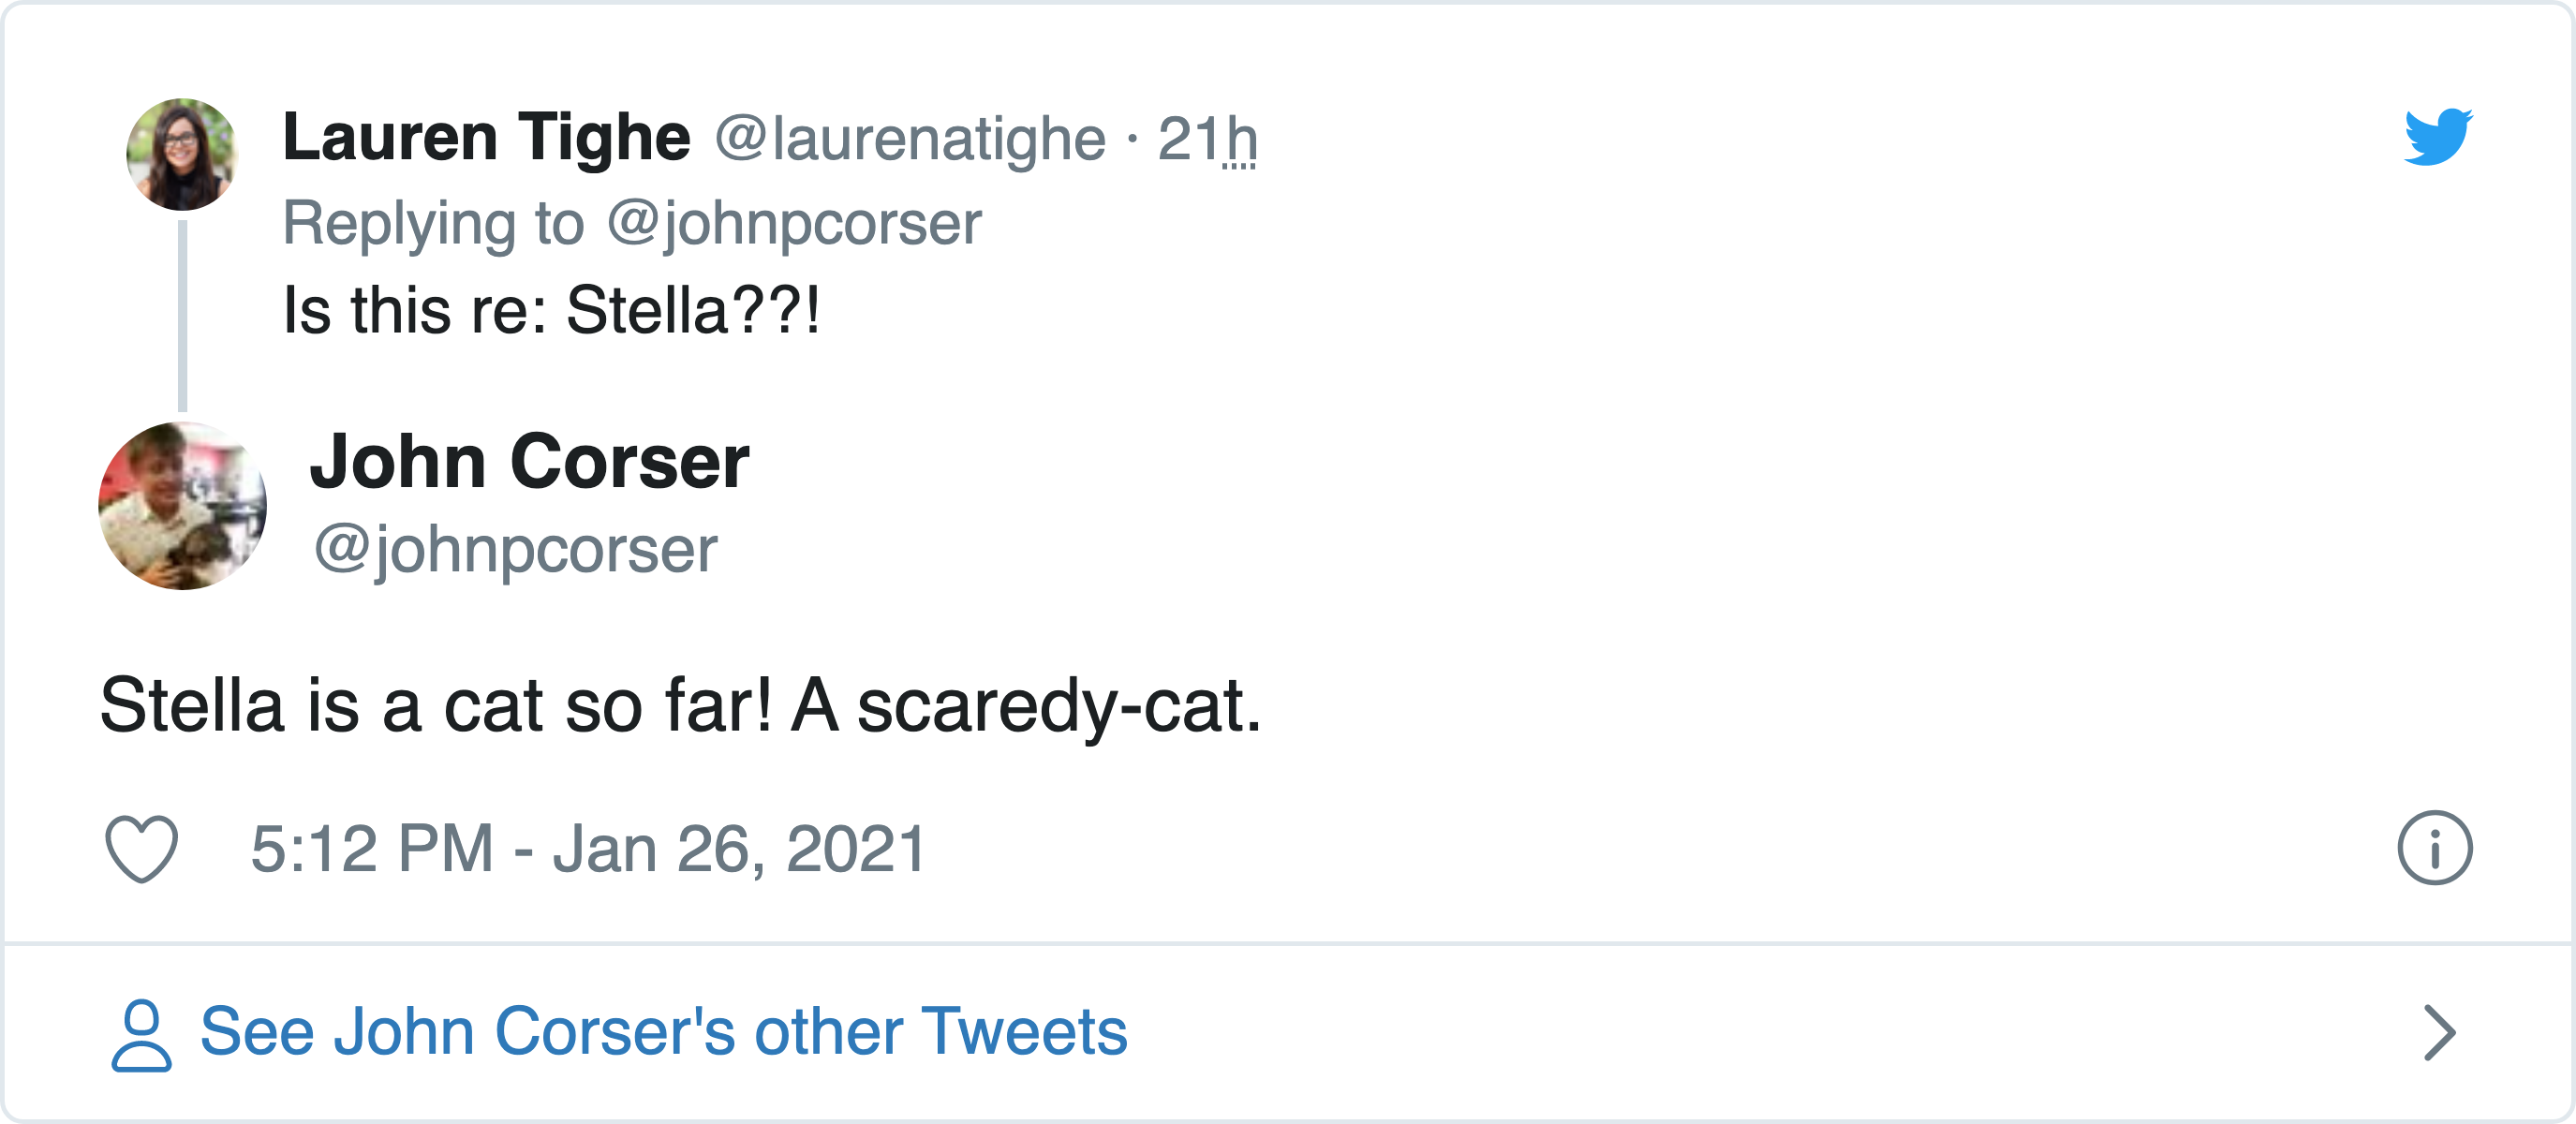 Lauren Tighe @laurenatighe · 21h
Replying to @johnpcorser
Is this re: Stella??!
John Corser
@johnpcorser
Stella is a cat so far! A scaredy-cat.
5:12 PM - Jan 26, 2021
See John Corser's other Tweets